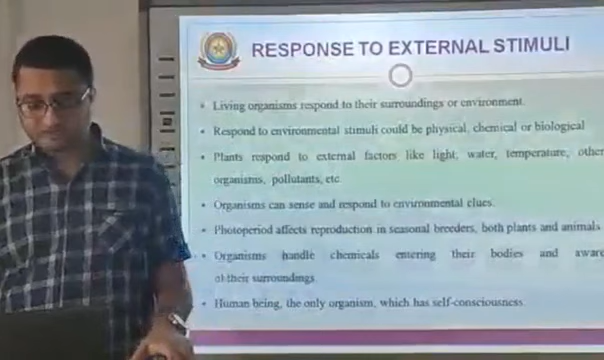 RESPONSE TO EXTERNAL STIMULI
• Living organisms respond to their surroundings or environment.
• Respond to environmental stimuli could be physical, chemical or biological
• Plants respond to external factors like light, water, temperature, other
organisms, pollutants, etc
• Organisms can sense and respond to environmental clues.
• Photoperiod affects reproduction in seasonal breeders, both plants and animals
• Organisms handle chemicals entering their bodies and aware
of their surroundings
• Human being, the only organism, which has self-consciousness.